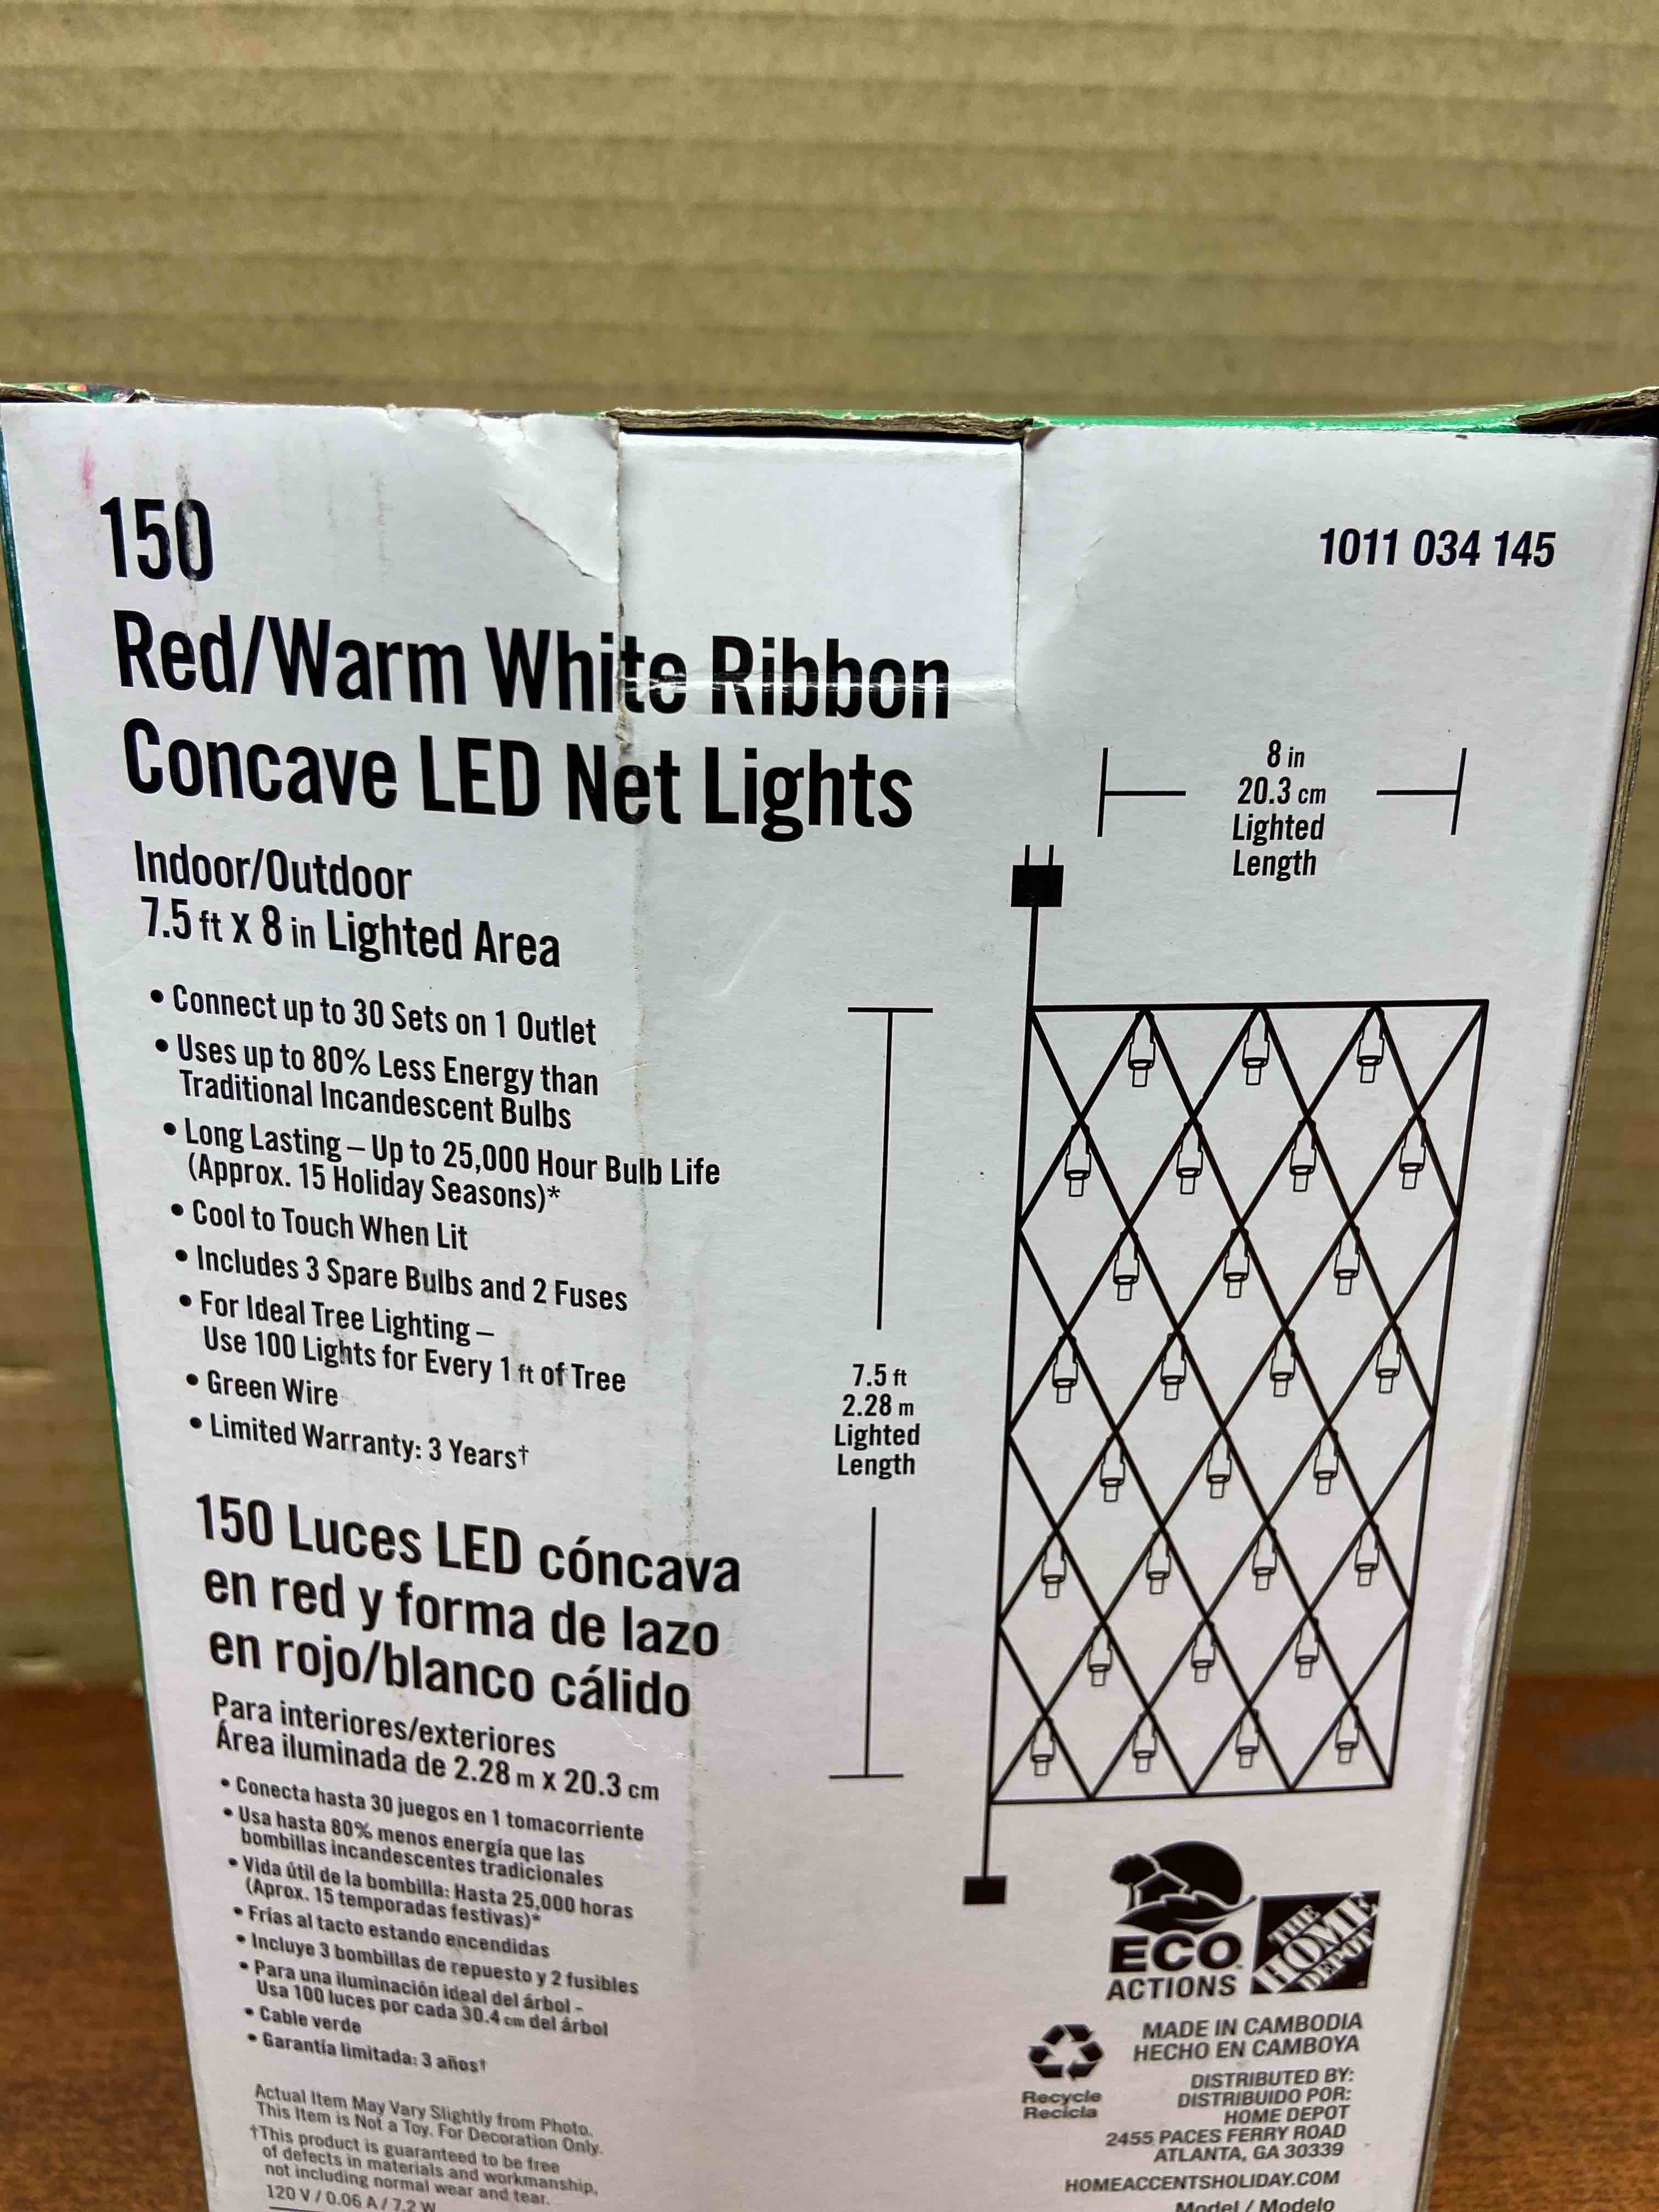 150
Red/Warm White Ribbon
Concave LED Net Lights
Indoor/Outdoor
7.5 ft X 8 in Lighted Area
• Connect up to 30 Sets on 1 Outlet
• Uses up to 80% Less Energy than
Traditional Incandescent Bulbs
• Long Lasting – Up to 25,000 Hour Bulb Life
(Approx. 15 Holiday Seasons)*
• Cool to Touch When Lit
• Includes 3 Spare Bulbs and 2 Fuses
• For Ideal Tree Lighting –
Use 100 Lights for Every 1 ft of Tree
• Green Wire
• Limited Warranty: 3 Years†
150 Luces LED cóncava
en red y forma de lazo
en rojo/blanco cálido
Para interiores/exteriores
Área iluminada de 2.28 m X 20.3 cm
• Conecta hasta 30 juegos en 1 tomacorriente
• Usa hasta 80% menos energía que las
bombillas incandescentes tradicionales
• Vida útil de la bombilla: Hasta 25,000 horas
(Aprox. 15 temporadas festivas)*
• Frías al tacto estando encendidas
• Incluye 3 bombillas de repuesto y 2 fusibles
• Para una iluminación ideal del árbol -
Usa 100 luces por cada 30.4 cm del árbol
• Cable verde
• Garantía limitada: 3 años†
Actual Item May Vary Slightly from Photo.
This Item is Not a Toy. For Decoration Only.
†This product is guaranteed to be free
of defects in materials and workmanship,
not including normal wear and tear.
120 V / 0.06 A / 7.2 W
1011 034 145
8 in
20.3 cm
Lighted
Length
7.5 ft
2.28 m
Lighted
Length
ECO
ACTIONS™
THE
HOME
DEPOT
Recycle
Recicla
MADE IN CAMBODIA
HECHO EN CAMBOYA
DISTRIBUTED BY:
DISTRIBUIDO POR:
HOME DEPOT
2455 PACES FERRY ROAD
ATLANTA, GA 30339
HOMEACCENTSHOLIDAY.COM
Model / Modelo